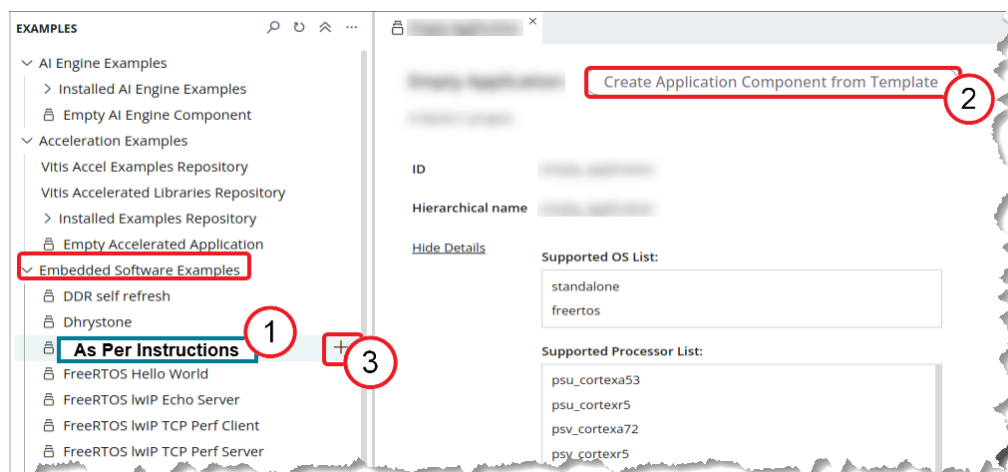 EXAMPLES
AI Engine Examples
Installed AI Engine Examples
Empty AI Engine Component
Acceleration Examples
Vitis Accel Examples Repository
Vitis Accelerated Libraries Repository
Installed Examples Repository
Empty Accelerated Application
Embedded Software Examples
DDR self refresh
Dhrystone
As Per Instructions
1
3
FreeRTOS Hello World
FreeRTOS lwIP Echo Server
FreeRTOS lwIP TCP Perf Client
FreeRTOS lwIP TCP Perf Server
Create Application Component from Template
2
ID
Hierarchical name
Hide Details
Supported OS List:
standalone
freertos
Supported Processor List:
psu_cortexa53
psu_cortexr5
psv_cortexa72
psv_cortexr5